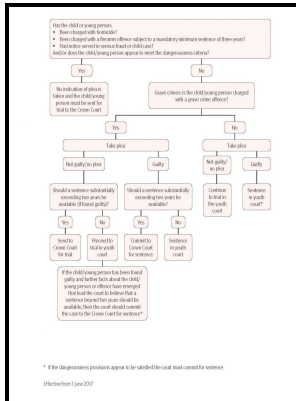 Has the child or young person:
• Been charged with homicide?
• Been charged with a firearms offence subject to a mandatory minimum sentence of three years?
• Had notice served in serious fraud or child case?
And/or does the child/young person appear to meet the dangerousness criteria?
Yes
No
No indication of plea is
taken and the child/young
person must be sent for
trial to the Crown Court
Grave crimes: is the child/young person charged
with a grave crime offence?
Yes
No
Take plea
Take plea
Not guilty/no plea
Guilty
Not guilty/
no plea
Guilty
Should a sentence substantially
exceeding two years be
available (if found guilty)?
Should a sentence substantially
exceeding two years be
available?
Continue
to trial in
the youth
court
Sentence
in youth
court*
Yes
No
Yes
No
Send to
Crown Court
for trial
Proceed to
trial in youth
court
Commit to
Crown Court
for sentence
Sentence
in youth
court
If the child/young person has been found
guilty and further facts about the child/
young person or offence have emerged
that lead the court to believe that a
sentence beyond two years should be
available, then the court should commit
the case to the Crown Court for sentence*
* If the dangerousness provisions appear to be satisfied the court must commit for sentence
Effective from 1 June 2017